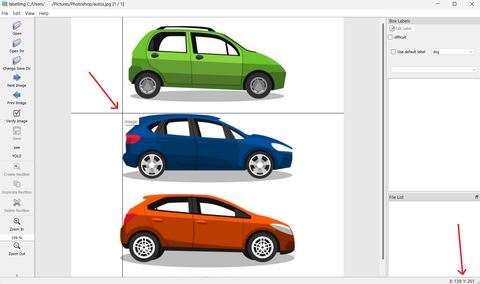 labelImg C:/Users/ /Pictures/Photoshop/autos.jpg [1 / 1]
File Edit View Help
Open
Open Dir
Change Save Dir
Next Image
Prev Image
Verify Image
Save
YOLO
Create RectBox
Duplicate RectBox
Delete RectBox
Zoom In
126 %
Zoom Out
Image
Box Labels
Edit Label
difficult
Use default label dog
File List
X: 139; Y: 261